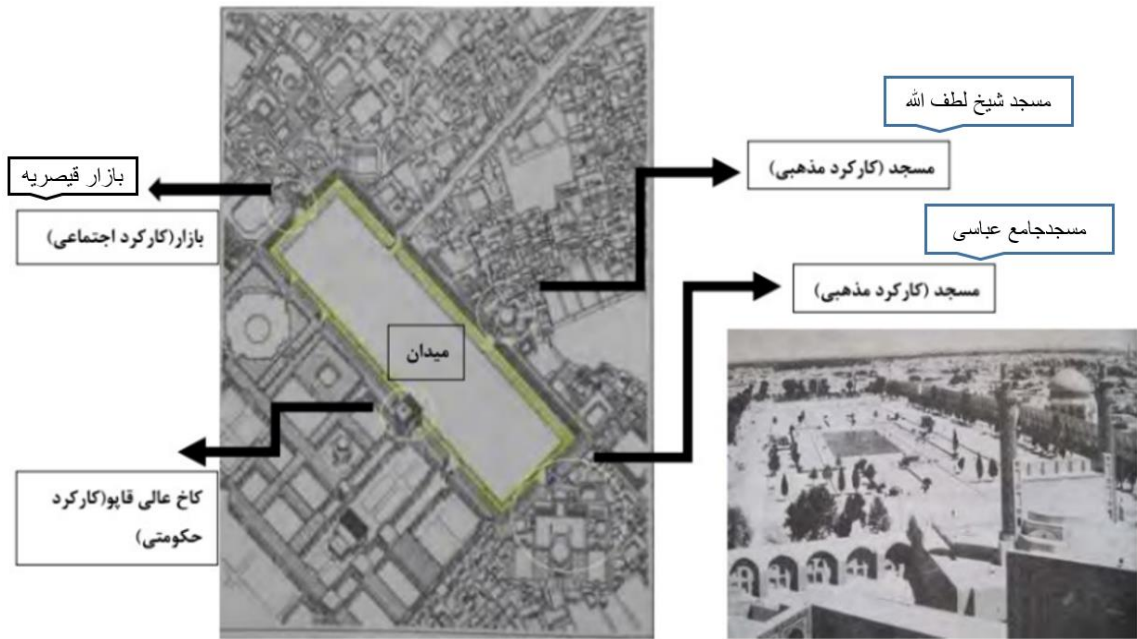 مسجد شیخ لطف الله
مسجد (کارکرد مذهبی)
بازار قیصریه
بازار(کارکرد اجتماعی)
مسجدجامع عباسی
مسجد (کارکرد مذهبی)
میدان
کاخ عالی قاپو(کارکرد
حکومتی)